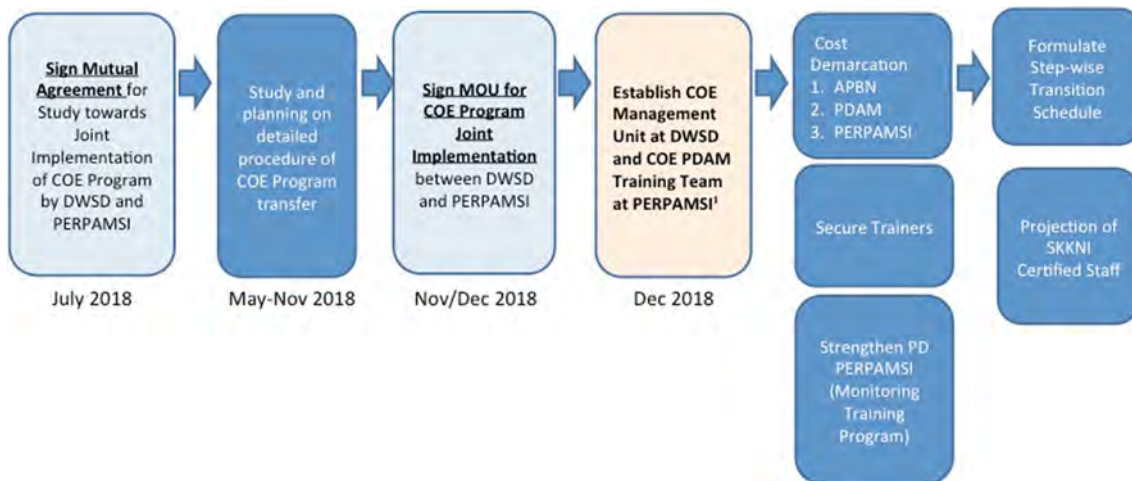 Sign Mutual
Agreement for
Study towards
Joint
Implementation
of COE Program
by DWSD and
PERPAMSI
July 2018
Study and
planning on
detailed
procedure of
COE Program
transfer
May-Nov 2018
Sign MOU for
COE Program
Joint
Implementation
between DWSD
and PERPAMSI
Nov/Dec 2018
Establish COE
Management
Unit at DWSD
and COE PDAM
Training Team
at PERPAMSI¹
Dec 2018
Cost
Demarcation
1. APBN
2. PDAM
3. PERPAMSI
Secure Trainers
Strengthen PD
PERPAMSI
(Monitoring
Training
Program)
Formulate
Step-wise
Transition
Schedule
Projection of
SKKNI
Certified Staff